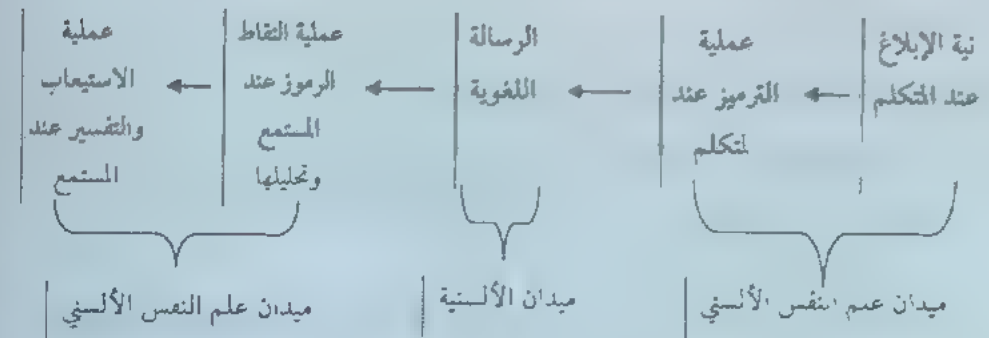 نية الإبلاغ
عند المتكلم
عملية
الترميز عند
لمتكلم
الرسالة
اللغوية
عملية التقاط
الرموز عند
المستمع
وتحليلها
عملية
الاستيعاب
والتفسير عند
المستمع
ميدان علم النفس الألسني
ميدان الألسنية
ميدان علم النفس الألسني